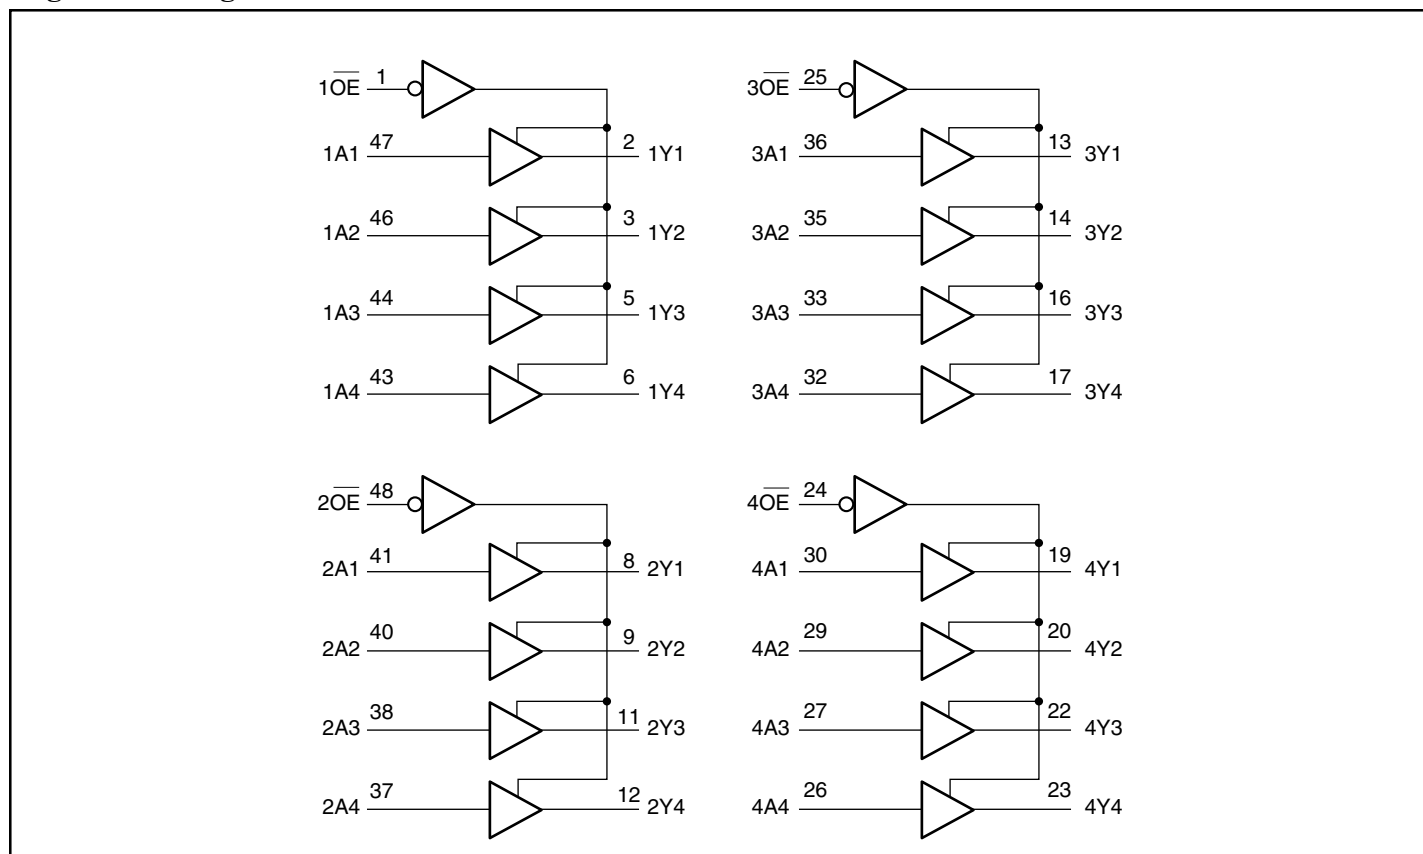 1OE 1
1A1 47 2 1Y1
1A2 46 3 1Y2
1A3 44 5 1Y3
1A4 43 6 1Y4
3OE 25
3A1 36 13 3Y1
3A2 35 14 3Y2
3A3 33 16 3Y3
3A4 32 17 3Y4
2OE 48
2A1 41 8 2Y1
2A2 40 9 2Y2
2A3 38 11 2Y3
2A4 37 12 2Y4
4OE 24
4A1 30 19 4Y1
4A2 29 20 4Y2
4A3 27 22 4Y3
4A4 26 23 4Y4